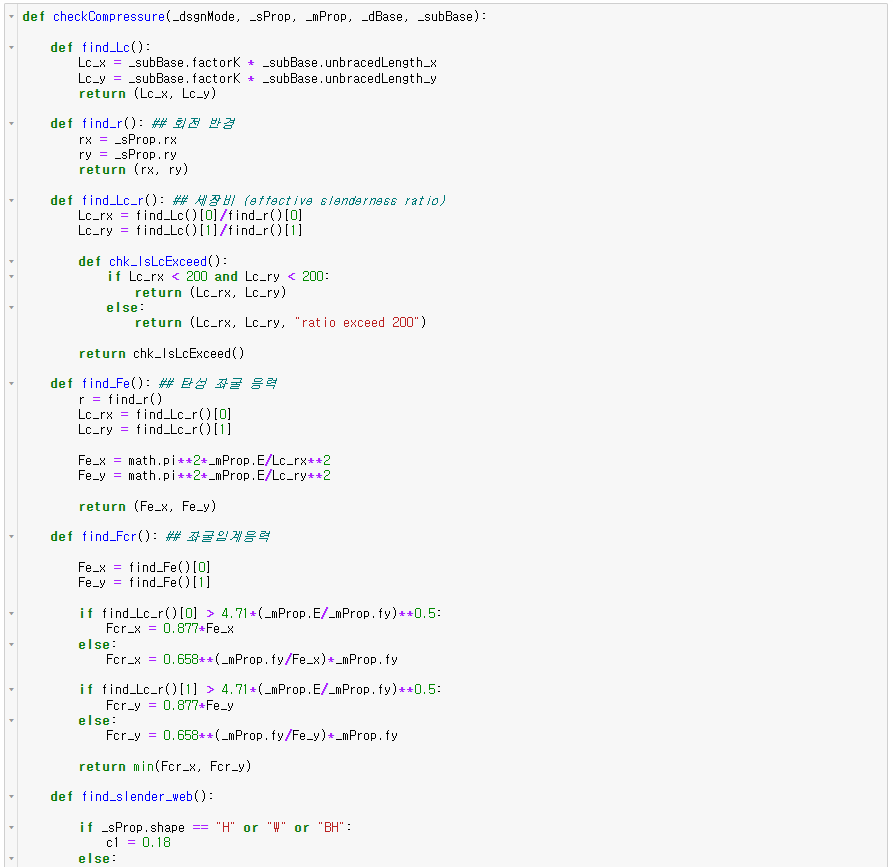 def checkCompressure(_dsgnMode, _sProp, _mProp, _dBase, _subBase):
def find_Lc():
Lc_x = _subBase.factorK * _subBase.unbracedLength_x
Lc_y = _subBase.factorK * _subBase.unbracedLength_y
return (Lc_x, Lc_y)
def find_r(): ## 회전 반경
rx = _sProp.rx
ry = _sProp.ry
return (rx, ry)
def find_Lc_r(): ## 세장비 (effective slenderness ratio)
Lc_rx = find_Lc()[0]/find_r()[0]
Lc_ry = find_Lc()[1]/find_r()[1]
def chk_IsLcExceed():
if Lc_rx < 200 and Lc_ry < 200:
return (Lc_rx, Lc_ry)
else:
return (Lc_rx, Lc_ry, "ratio exceed 200")
return chk_IsLcExceed()
def find_Fe(): ## 탄성 좌굴 응력
r = find_r()
Lc_rx = find_Lc_r()[0]
Lc_ry = find_Lc_r()[1]
Fe_x = math.pi**2*_mProp.E/Lc_rx**2
Fe_y = math.pi**2*_mProp.E/Lc_ry**2
return (Fe_x, Fe_y)
def find_Fcr(): ## 좌굴임계응력
Fe_x = find_Fe()[0]
Fe_y = find_Fe()[1]
if find_Lc_r()[0] > 4.71*(_mProp.E/_mProp.fy)**0.5:
Fcr_x = 0.877*Fe_x
else:
Fcr_x = 0.658**(_mProp.fy/Fe_x)*_mProp.fy
if find_Lc_r()[1] > 4.71*(_mProp.E/_mProp.fy)**0.5:
Fcr_y = 0.877*Fe_y
else:
Fcr_y = 0.658**(_mProp.fy/Fe_y)*_mProp.fy
return min(Fcr_x, Fcr_y)
def find_slender_web():
if _sProp.shape == "H" or "W" or "BH":
c1 = 0.18
else: